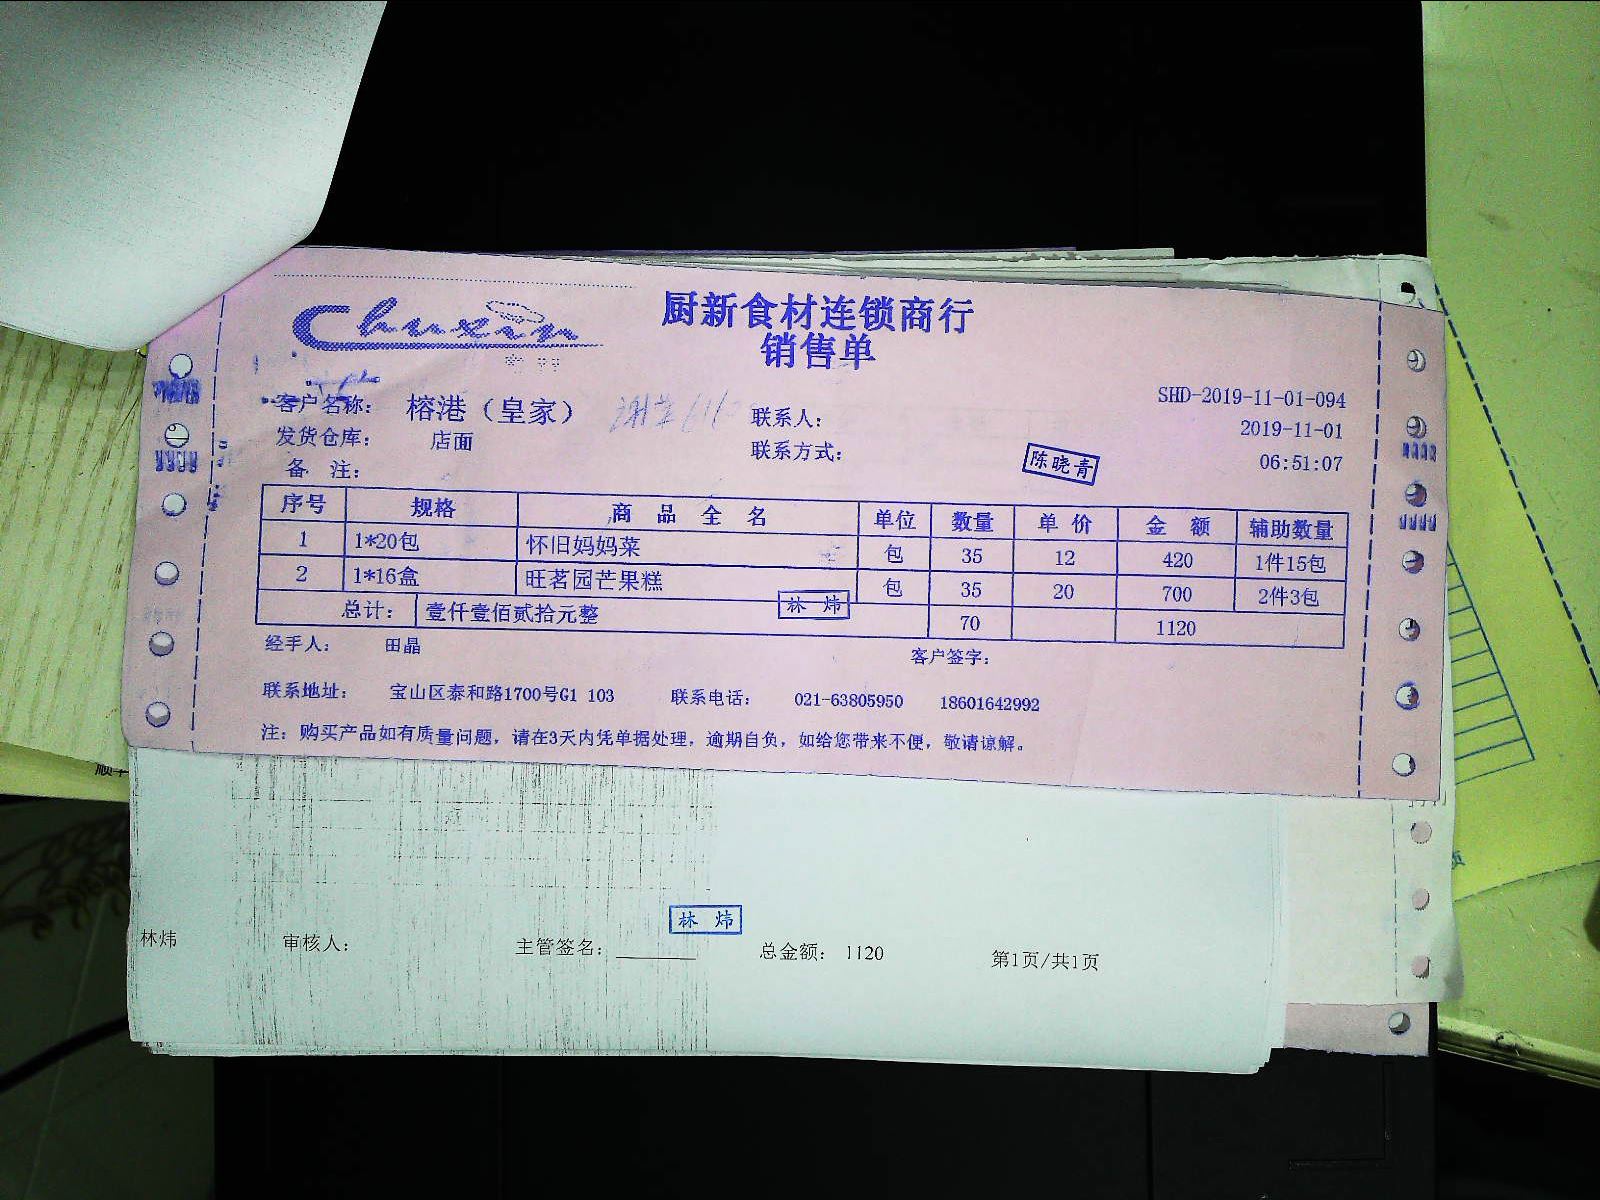 Chuxin
厨新食材连锁商行
销售单
SHD-2019-11-01-094
客户名称： 榕港（皇家） 联系人： 2019-11-01
发货仓库： 店面 联系方式： 陈晓青 06:51:07
备 注：
序号 规格 商 品 全 名 单位 数量 单 价 金 额 辅助数量
1 1*20包 怀旧妈妈菜 包 35 12 420 1件15包
2 1*16盒 旺茗园芒果糕 包 35 20 700 2件3包
总计： 壹仟壹佰贰拾元整 林 炜 70 1120
经手人： 田晶 客户签字：
联系地址： 宝山区泰和路1700号G1 103 联系电话： 021-63805950 18601642992
注：购买产品如有质量问题，请在3天内凭单据处理，逾期自负，如给您带来不便，敬请谅解。
林 炜
林炜 审核人： 主管签名： 总金额： 1120 第1页/共1页